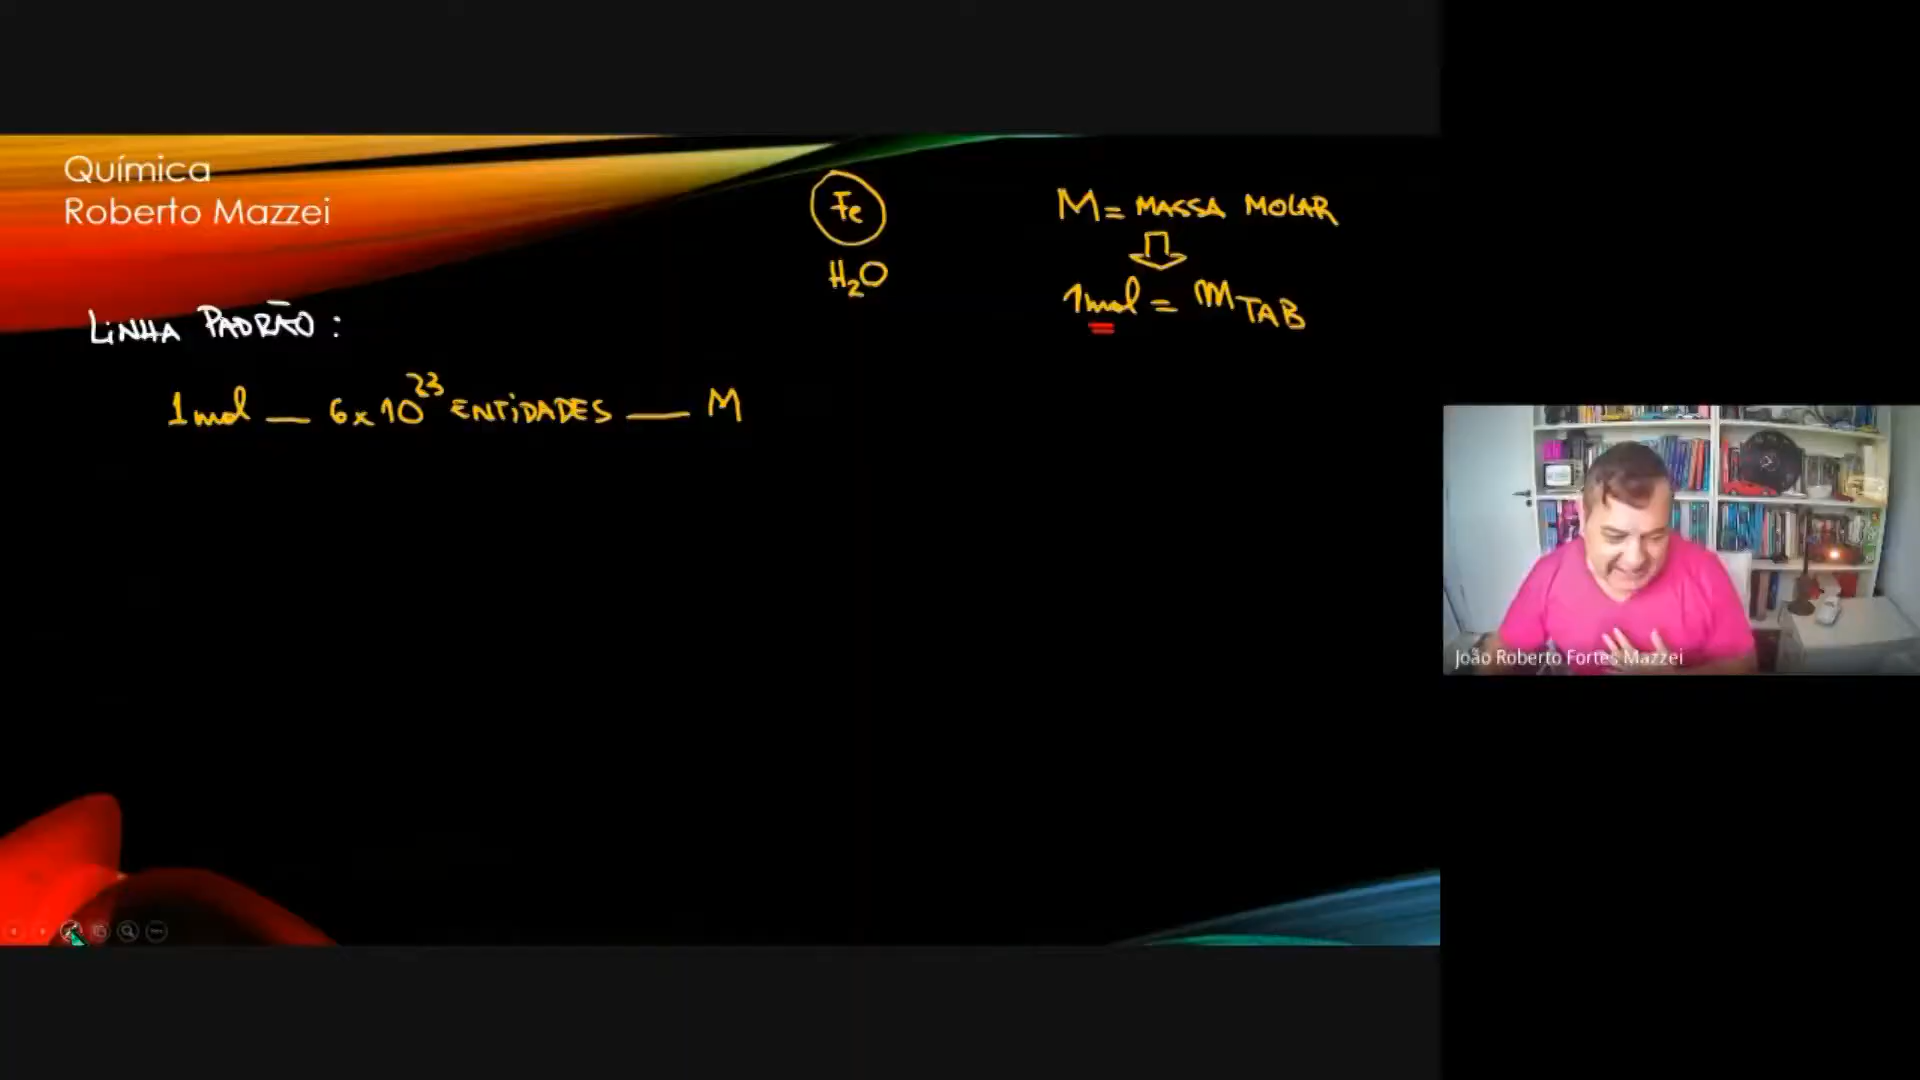 Química
Roberto Mazzei
Fe
H₂O
M = MASSA MOLAR
1mol = mTAB
LINHA PADRÃO :
1mol — 6x10²³ ENTIDADES — M
João Roberto Fortes Mazzei